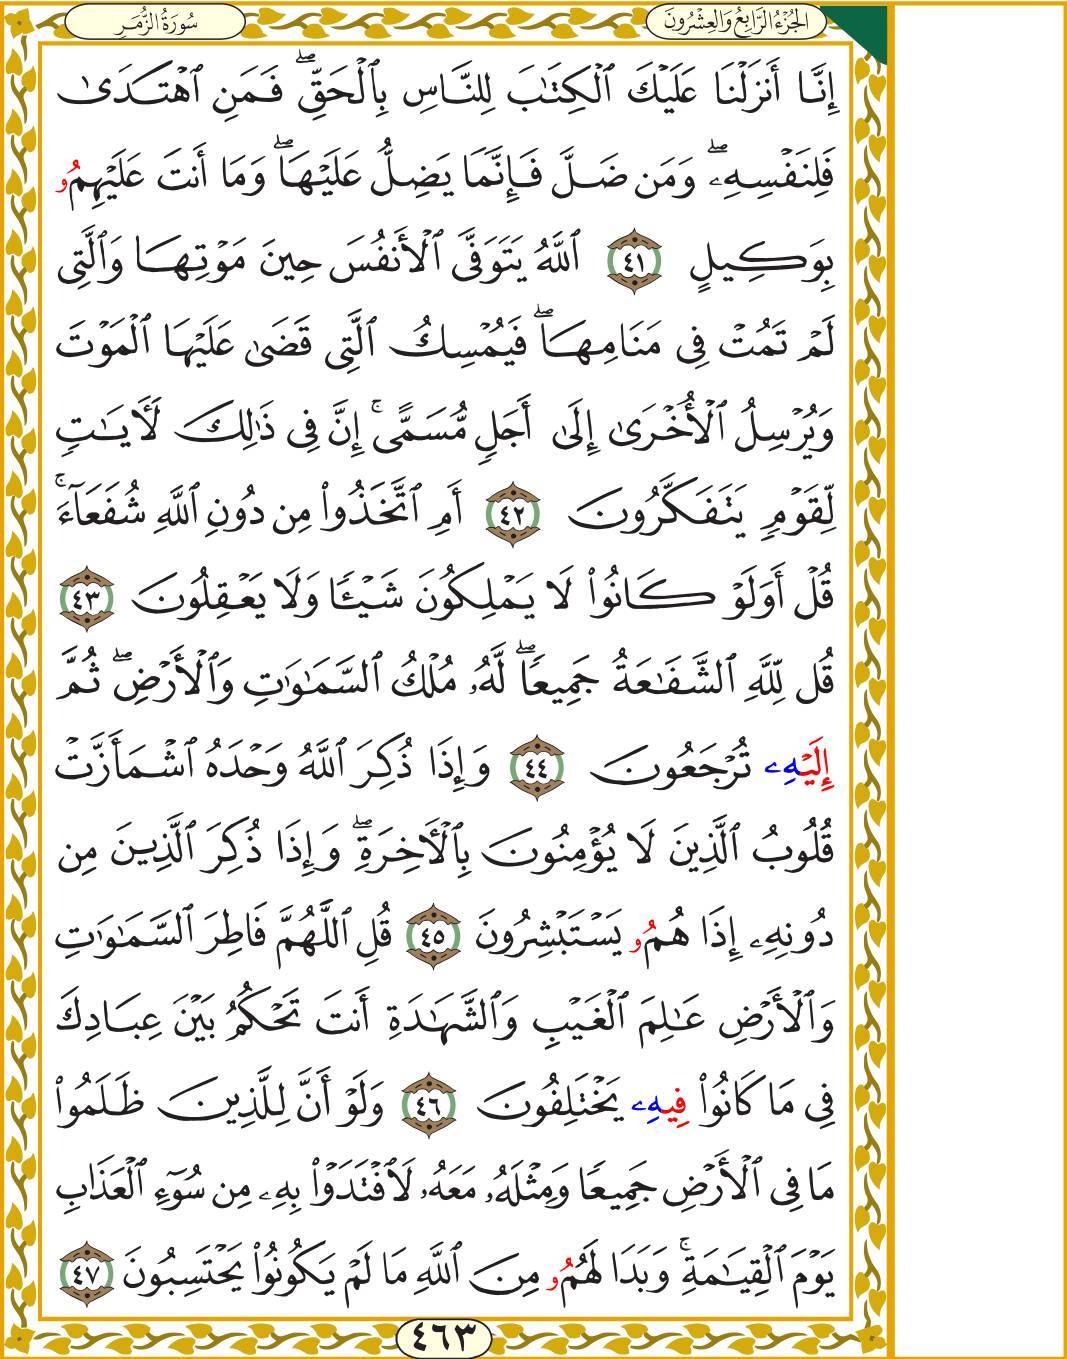 سُورَةُ الزُّمَرِ
الجُزْءُ الرَّابِعُ وَالعِشْرُونَ
إِنَّا أَنزَلْنَا عَلَيْكَ ٱلْكِتَٰبَ لِلنَّاسِ بِٱلْحَقِّ ۖ فَمَنِ ٱهْتَدَىٰ
فَلِنَفْسِهِۦ ۖ وَمَن ضَلَّ فَإِنَّمَا يَضِلُّ عَلَيْهَا ۖ وَمَا أَنتَ عَلَيْهِمُۥ
بِوَكِيلٍ ٤١ ٱللَّهُ يَتَوَفَّى ٱلْأَنفُسَ حِينَ مَوْتِهَا وَٱلَّتِى
لَمْ تَمُتْ فِى مَنَامِهَا ۖ فَيُمْسِكُ ٱلَّتِى قَضَىٰ عَلَيْهَا ٱلْمَوْتَ
وَيُرْسِلُ ٱلْأُخْرَىٰ إِلَىٰ أَجَلٍ مُّسَمًّى ۚ إِنَّ فِى ذَٰلِكَ لَأَيَٰتٍ
لِّقَوْمٍ يَتَفَكَّرُونَ ٤٢ أَمِ ٱتَّخَذُوا۟ مِن دُونِ ٱللَّهِ شُفَعَآءَ ۚ
قُلْ أَوَلَوْ كَانُوا۟ لَا يَمْلِكُونَ شَيْـًٔا وَلَا يَعْقِلُونَ ٤٣
قُل لِّلَّهِ ٱلشَّفَٰعَةُ جَمِيعًا ۖ لَّهُۥ مُلْكُ ٱلسَّمَٰوَٰتِ وَٱلْأَرْضِ ۖ ثُمَّ
إِلَيْهِۦ تُرْجَعُونَ ٤٤ وَإِذَا ذُكِرَ ٱللَّهُ وَحْدَهُ ٱشْمَأَزَّتْ
قُلُوبُ ٱلَّذِينَ لَا يُؤْمِنُونَ بِٱلْأَخِرَةِ ۖ وَإِذَا ذُكِرَ ٱلَّذِينَ مِن
دُونِهِۦ إِذَا هُمُۥ يَسْتَبْشِرُونَ ٤٥ قُلِ ٱللَّهُمَّ فَاطِرَ ٱلسَّمَٰوَٰتِ
وَٱلْأَرْضِ عَٰلِمَ ٱلْغَيْبِ وَٱلشَّهَٰدَةِ أَنتَ تَحْكُمُ بَيْنَ عِبَادِكَ
فِى مَا كَانُوا۟ فِيهِۦ يَخْتَلِفُونَ ٤٦ وَلَوْ أَنَّ لِلَّذِينَ ظَلَمُوا۟
مَا فِى ٱلْأَرْضِ جَمِيعًا وَمِثْلَهُۥ مَعَهُۥ لَافْتَدَوْا۟ بِهِۦ مِن سُوٓءِ ٱلْعَذَابِ
يَوْمَ ٱلْقِيَٰمَةِ ۚ وَبَدَا لَهُمُۥ مِنَ ٱللَّهِ مَا لَمْ يَكُونُوا۟ يَحْتَسِبُونَ ٤٧
٤٦٣